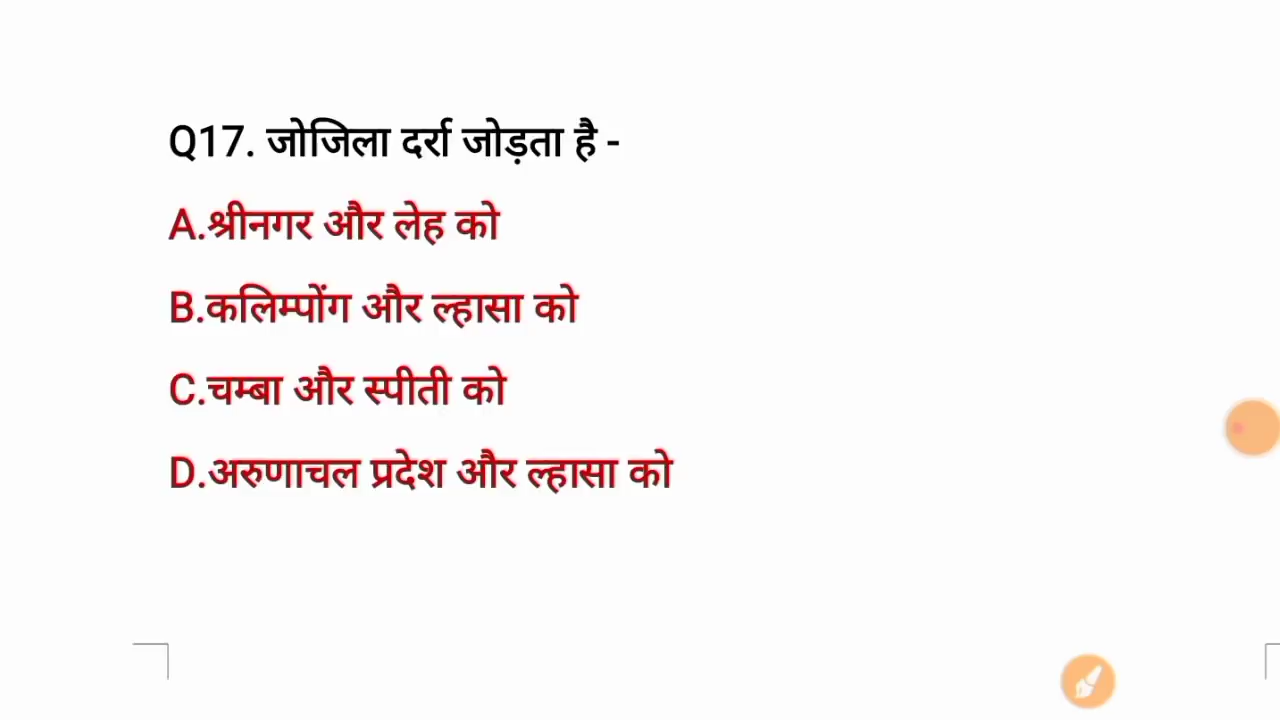 Q17. जोजिला दर्रा जोड़ता है -
A.श्रीनगर और लेह को
B.कलिम्पोंग और ल्हासा को
C.चम्बा और स्पीती को
D.अरुणाचल प्रदेश और ल्हासा को